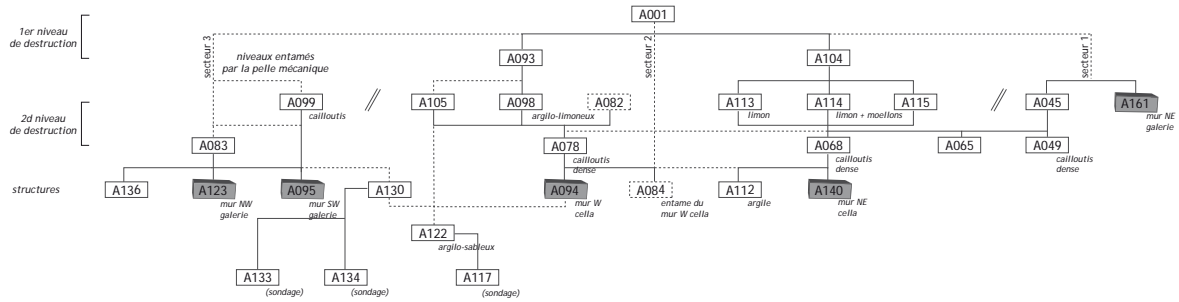 A001
1er niveau
de destruction
secteur 3
secteur 2
secteur 1
niveaux entamés
par la pelle mécanique
A093
A104
2d niveau
de destruction
A099
cailloutis
A105
A098
argilo-limoneux
A082
A113
limon
A114
limon + moellons
A115
A045
A161
mur NE
galerie
A083
A078
cailloutis
dense
A068
cailloutis
dense
A065
A049
cailloutis
dense
structures
A136
A123
mur NW
galerie
A095
mur SW
galerie
A130
A094
mur W
cella
A084
entame du
mur W cella
A112
argile
A140
mur NE
cella
A122
argilo-sableux
A133
(sondage)
A134
(sondage)
A117
(sondage)